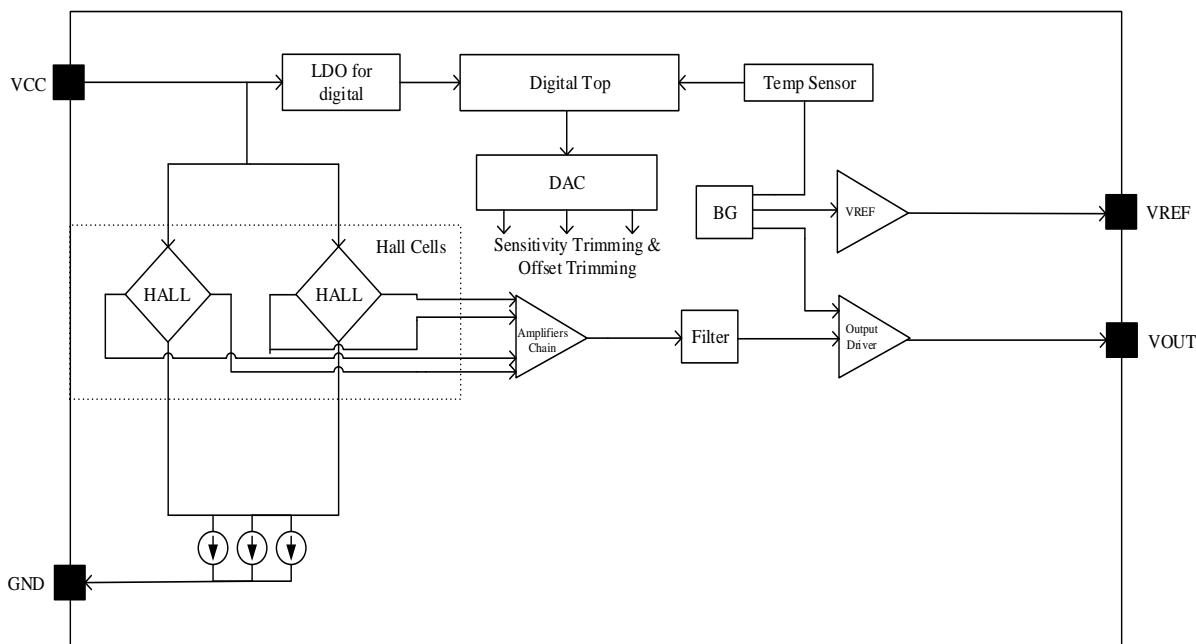 VCC
LDO for
digital
Digital Top
Temp Sensor
DAC
BG
VREF
VREF
Sensitivity Trimming &
Offset Trimming
Hall Cells
HALL
HALL
Amplifiers
Chain
Filter
Output
Driver
VOUT
GND